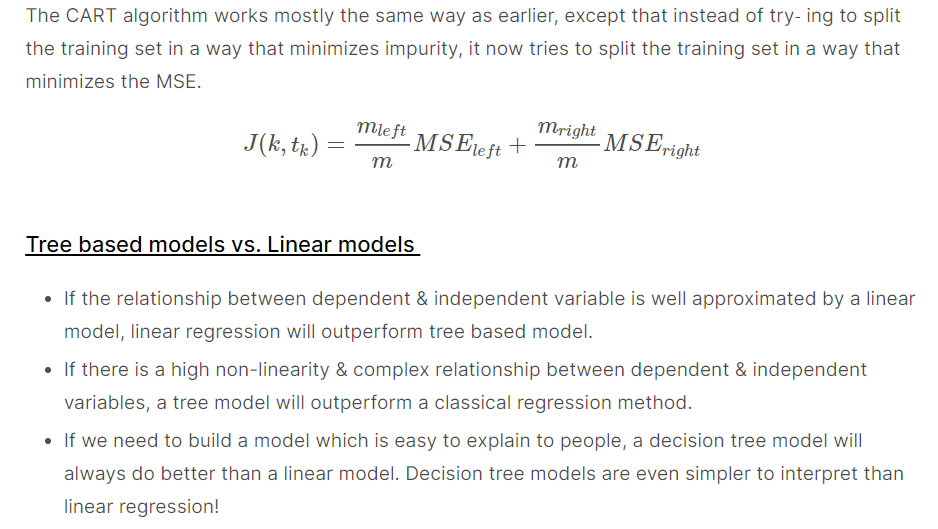 The CART algorithm works mostly the same way as earlier, except that instead of try- ing to split
the training set in a way that minimizes impurity, it now tries to split the training set in a way that
minimizes the MSE.
J(k, t_k) = \frac{m_{left}}{m} MSE_{left} + \frac{m_{right}}{m} MSE_{right}
Tree based models vs. Linear models
• If the relationship between dependent & independent variable is well approximated by a linear
model, linear regression will outperform tree based model.
• If there is a high non-linearity & complex relationship between dependent & independent
variables, a tree model will outperform a classical regression method.
• If we need to build a model which is easy to explain to people, a decision tree model will
always do better than a linear model. Decision tree models are even simpler to interpret than
linear regression!